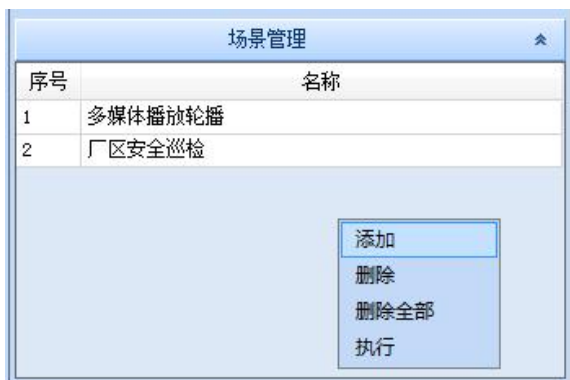 场景管理
序号 名称
1 多媒体播放轮播
2 厂区安全巡检
添加
删除
删除全部
执行